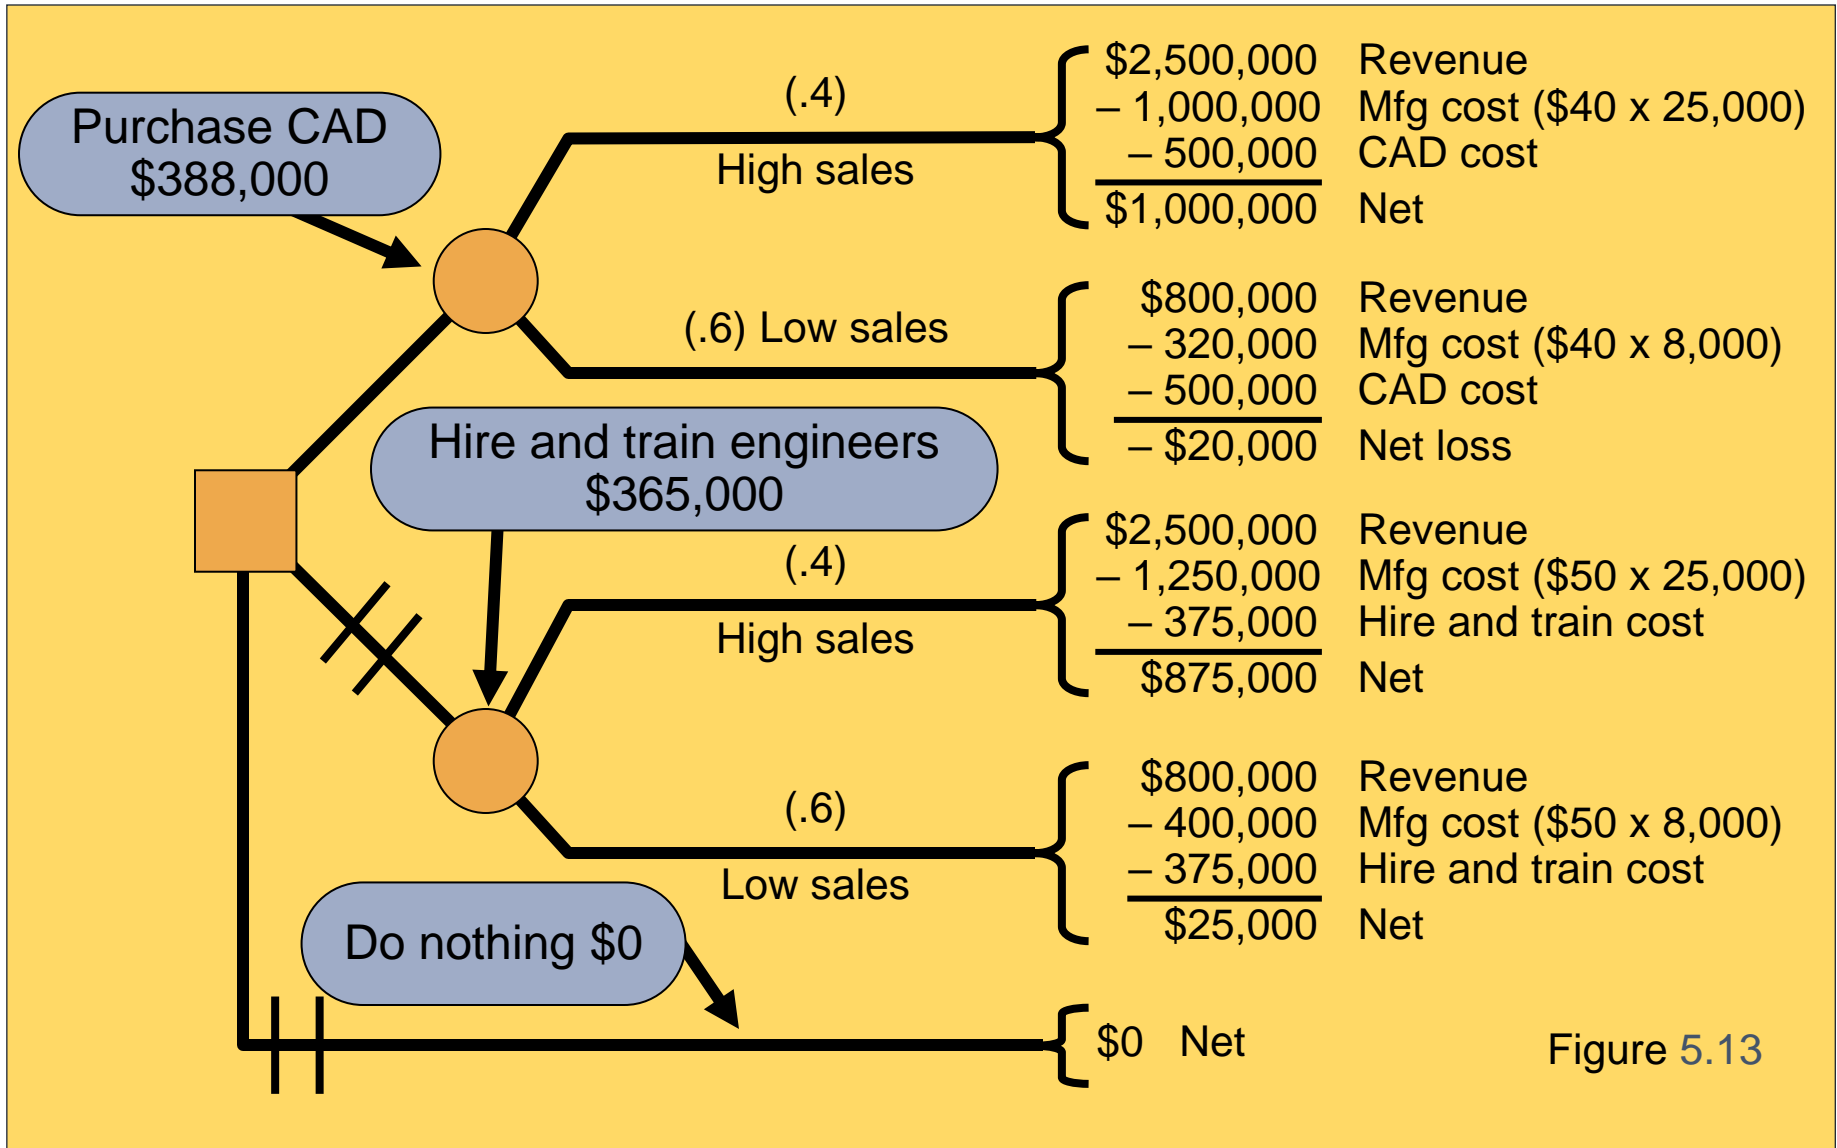 Purchase CAD
$388,000
(.4)
High sales
$2,500,000 Revenue
– 1,000,000 Mfg cost ($40 x 25,000)
– 500,000 CAD cost
$1,000,000 Net
(.6) Low sales
$800,000 Revenue
– 320,000 Mfg cost ($40 x 8,000)
– 500,000 CAD cost
– $20,000 Net loss
Hire and train engineers
$365,000
(.4)
High sales
$2,500,000 Revenue
– 1,250,000 Mfg cost ($50 x 25,000)
– 375,000 Hire and train cost
$875,000 Net
(.6)
Low sales
$800,000 Revenue
– 400,000 Mfg cost ($50 x 8,000)
– 375,000 Hire and train cost
$25,000 Net
Do nothing $0
$0 Net
Figure 5.13